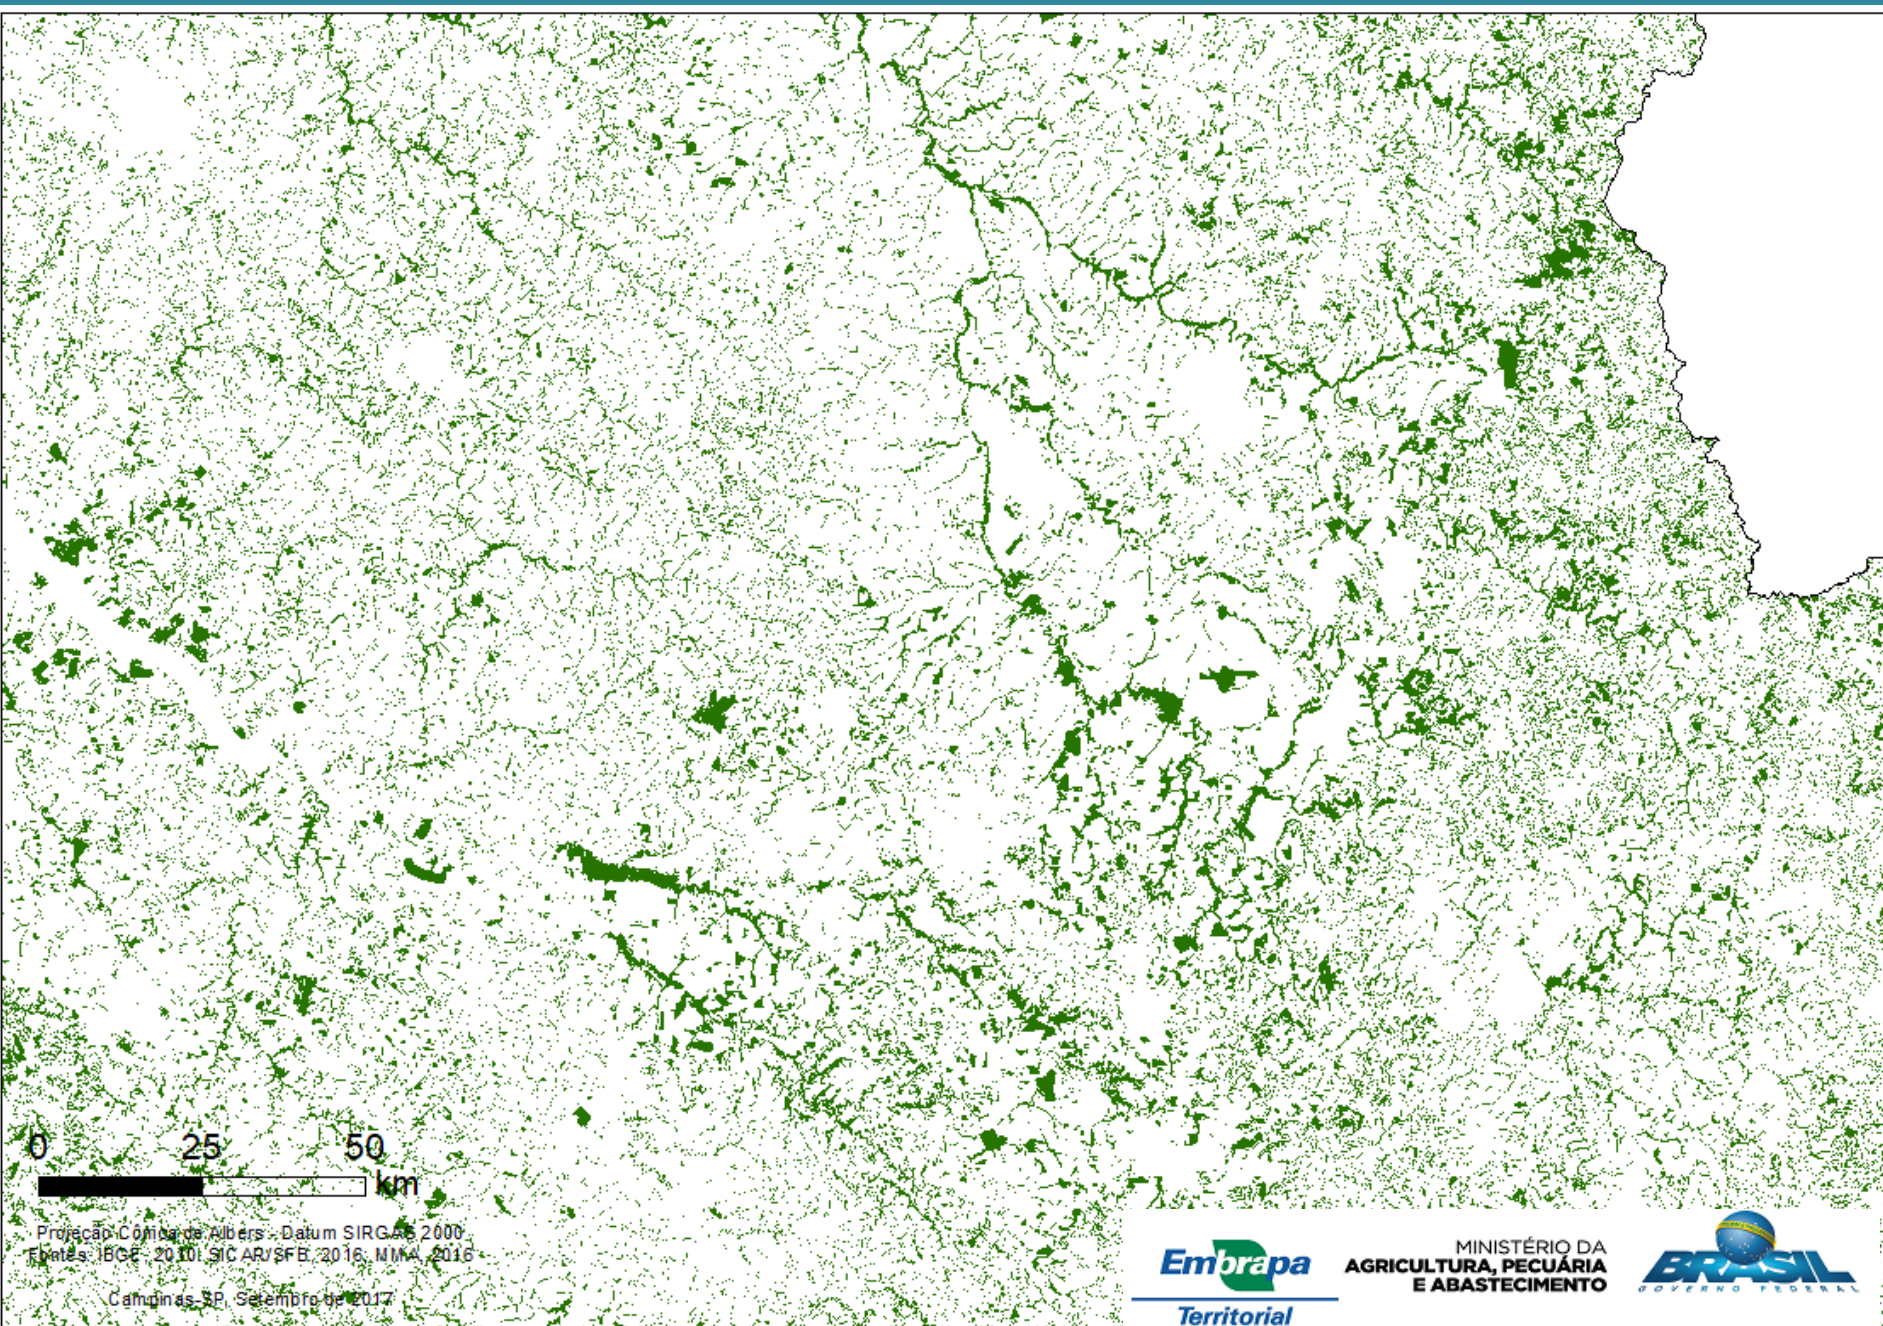 0 25 50
km
Projeção Cônica de Albers - Datum SIRGAS 2000
Fontes: IBGE, 2010; SICAR/SFB, 2016; MMA, 2016
Campinas-SP, Setembro de 2017
Embrapa
Territorial
MINISTÉRIO DA
AGRICULTURA, PECUÁRIA
E ABASTECIMENTO
BRASIL
GOVERNO FEDERAL